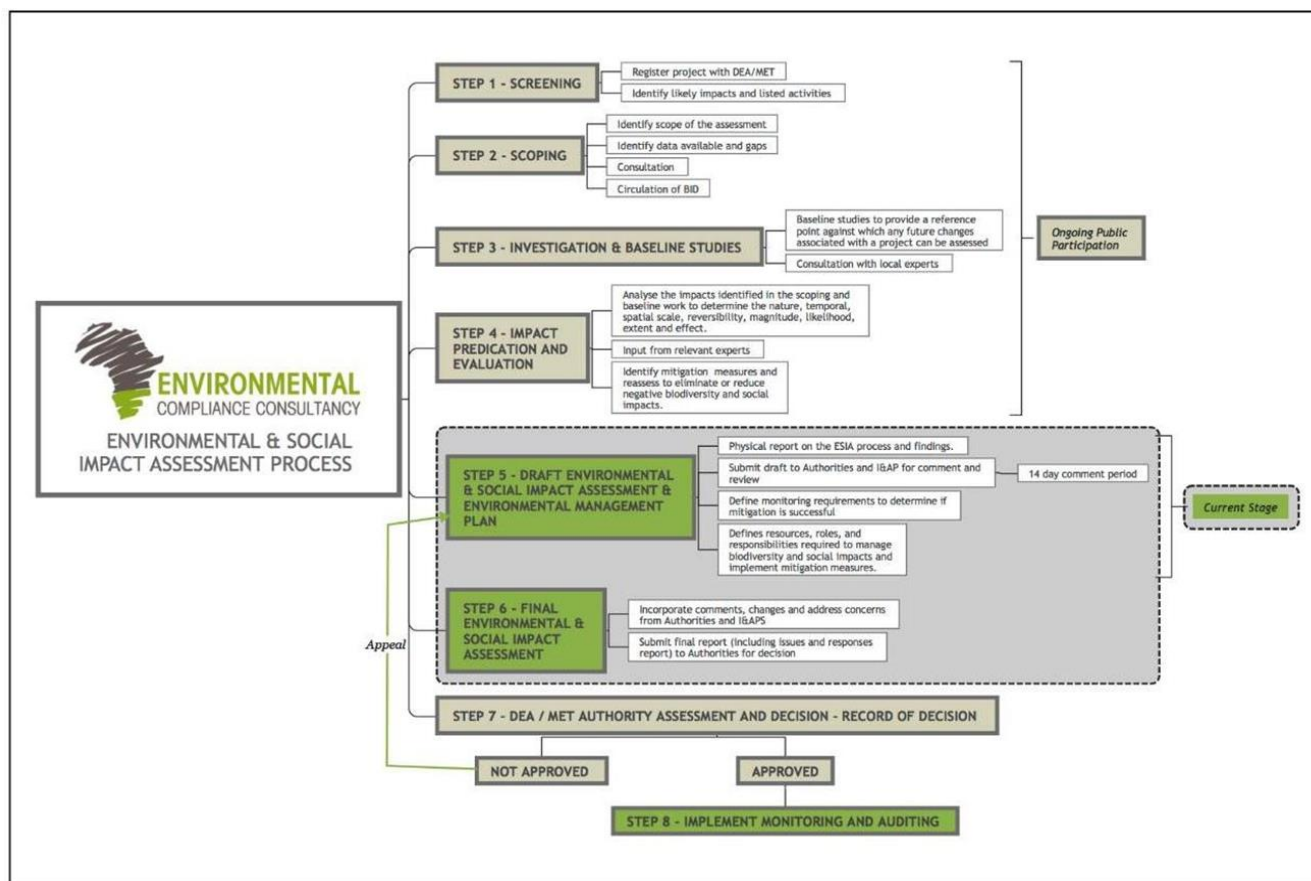 STEP 1 - SCREENING
Register project with DEA/MET
Identify likely impacts and listed activities
STEP 2 - SCOPING
Identify scope of the assessment
Identify data available and gaps
Consultation
Circulation of BID
STEP 3 - INVESTIGATION & BASELINE STUDIES
Baseline studies to provide a reference
point against which any future changes
associated with a project can be assessed
Consultation with local experts
Ongoing Public
Participation
STEP 4 - IMPACT
PREDICATION AND
EVALUATION
Analyse the impacts identified in the scoping and
baseline work to determine the nature, temporal,
spatial scale, reversibility, magnitude, likelihood,
extent and effect.
Input from relevant experts
Identify mitigation measures and
reassess to eliminate or reduce
negative biodiversity and social
impacts.
ENVIRONMENTAL
COMPLIANCE CONSULTANCY
ENVIRONMENTAL & SOCIAL
IMPACT ASSESSMENT PROCESS
STEP 5 - DRAFT ENVIRONMENTAL
& SOCIAL IMPACT ASSESSMENT &
ENVIRONMENTAL MANAGEMENT
PLAN
Physical report on the ESIA process and findings.
Submit draft to Authorities and I&AP for comment and
review
14 day comment period
Define monitoring requirements to determine if
mitigation is successful
Defines resources, roles, and
responsibilities required to manage
biodiversity and social impacts and
implement mitigation measures.
Current Stage
STEP 6 - FINAL
ENVIRONMENTAL &
SOCIAL IMPACT
ASSESSMENT
Incorporate comments, changes and address concerns
from Authorities and I&APS
Submit final report (including issues and responses
report) to Authorities for decision
Appeal
STEP 7 - DEA / MET AUTHORITY ASSESSMENT AND DECISION - RECORD OF DECISION
NOT APPROVED
APPROVED
STEP 8 - IMPLEMENT MONITORING AND AUDITING